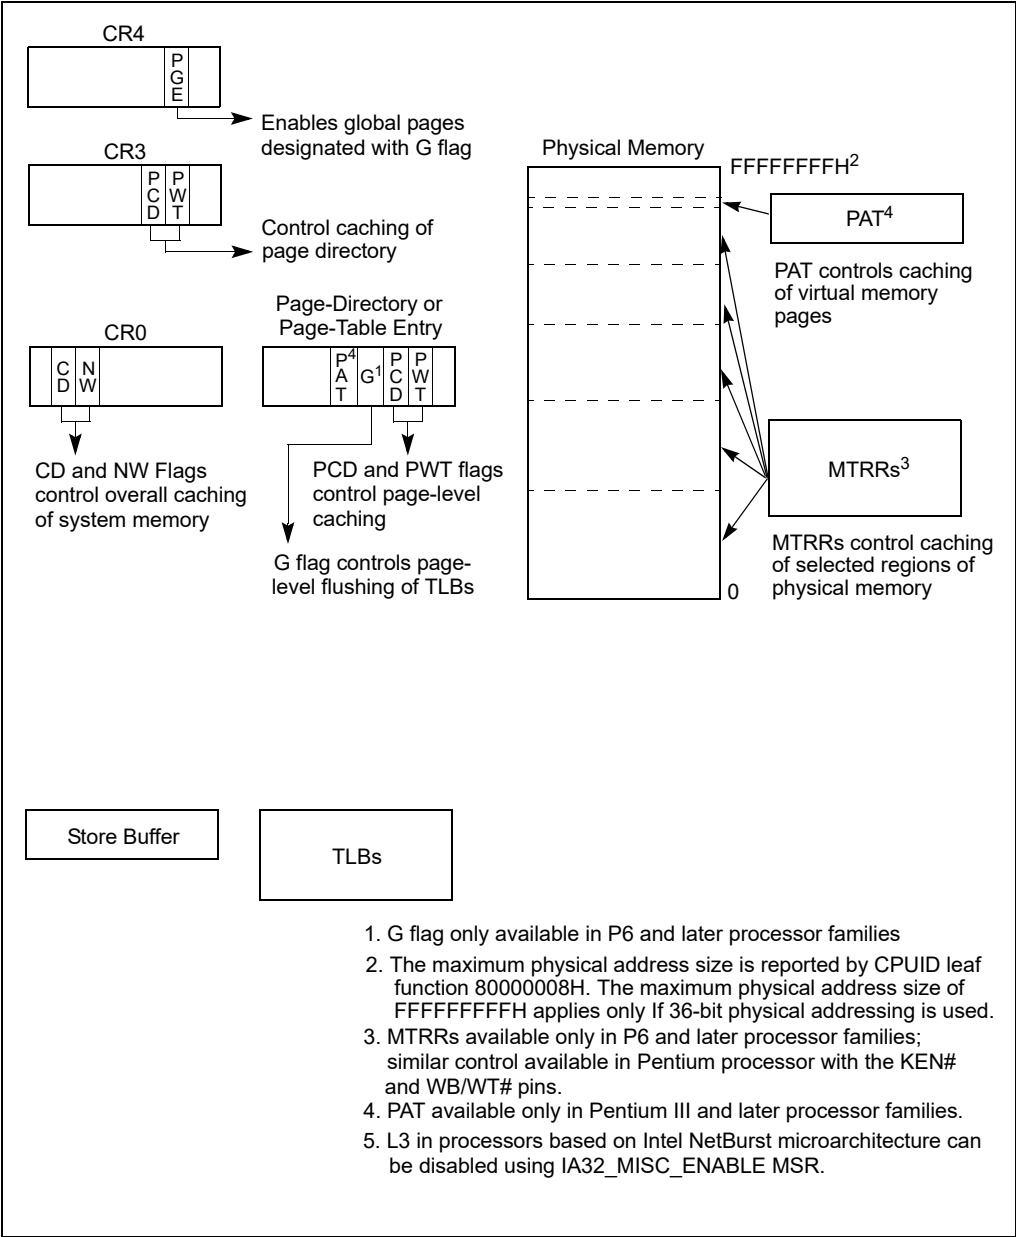 CR4
PGE
Enables global pages
designated with G flag
CR3
PCD PWT
Control caching of
page directory
CR0
CD NW
CD and NW Flags
control overall caching
of system memory
Page-Directory or
Page-Table Entry
PAT⁴ G¹ PCD PWT
PCD and PWT flags
control page-level
caching
G flag controls page-
level flushing of TLBs
Physical Memory
FFFFFFFFH²
0
PAT⁴
PAT controls caching
of virtual memory
pages
MTRRs³
MTRRs control caching
of selected regions of
physical memory
Store Buffer
TLBs
1. G flag only available in P6 and later processor families
2. The maximum physical address size is reported by CPUID leaf
function 80000008H. The maximum physical address size of
FFFFFFFFFH applies only If 36-bit physical addressing is used.
3. MTRRs available only in P6 and later processor families;
similar control available in Pentium processor with the KEN#
and WB/WT# pins.
4. PAT available only in Pentium III and later processor families.
5. L3 in processors based on Intel NetBurst microarchitecture can
be disabled using IA32_MISC_ENABLE MSR.